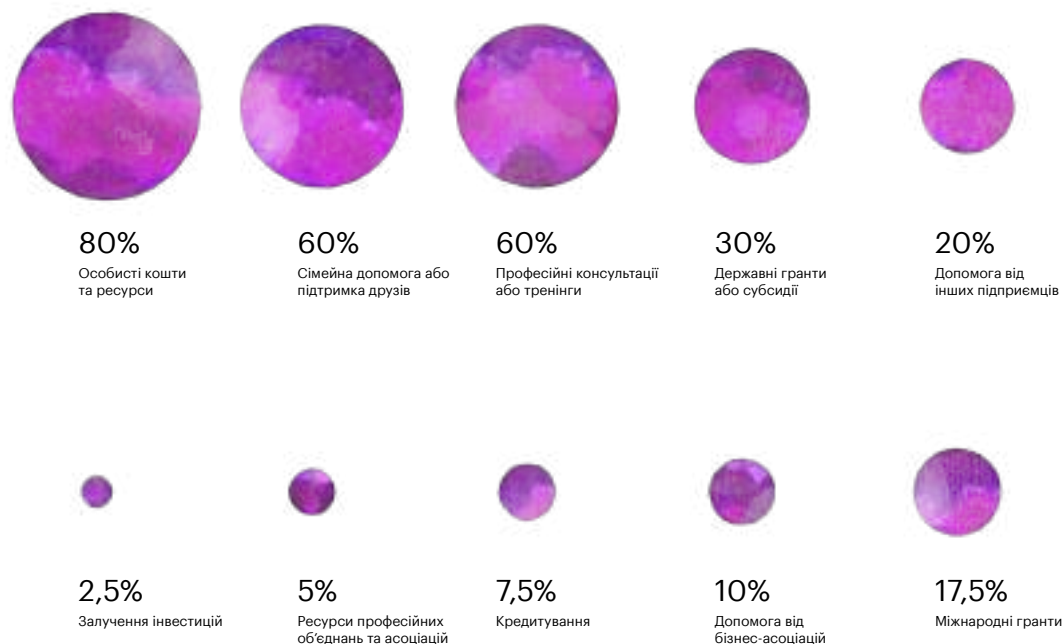 80%
Особисті кошти
та ресурси
60%
Сімейна допомога або
підтримка друзів
60%
Професійні консультації
або тренінги
30%
Державні гранти
або субсидії
20%
Допомога від
інших підприємців
2,5%
Залучення інвестицій
5%
Ресурси професійних
об’єднань та асоціацій
7,5%
Кредитування
10%
Допомога від
бізнес-асоціацій
17,5%
Міжнародні гранти